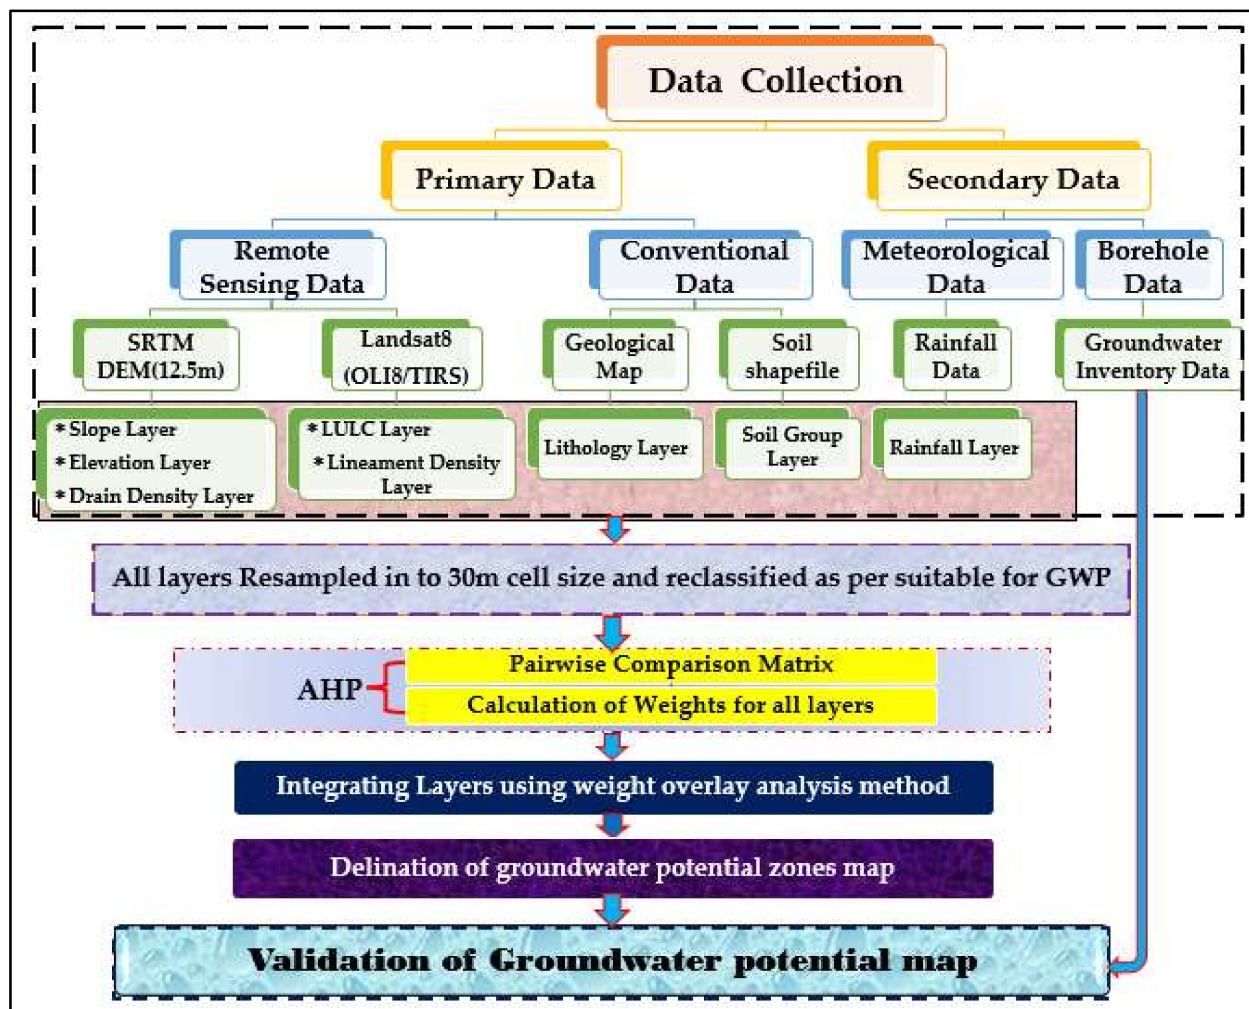 Data Collection
Primary Data
Secondary Data
Remote
Sensing Data
Conventional
Data
Meteorological
Data
Borehole
Data
SRTM
DEM(12.5m)
Landsat8
(OLI8/TIRS)
Geological
Map
Soil
shapefile
Rainfall
Data
Groundwater
Inventory Data
* Slope Layer
* Elevation Layer
* Drain Density Layer
* LULC Layer
* Lineament Density
Layer
Lithology Layer
Soil Group
Layer
Rainfall Layer
All layers Resampled in to 30m cell size and reclassified as per suitable for GWP
AHP
Pairwise Comparison Matrix
Calculation of Weights for all layers
Integrating Layers using weight overlay analysis method
Delination of groundwater potential zones map
Validation of Groundwater potential map